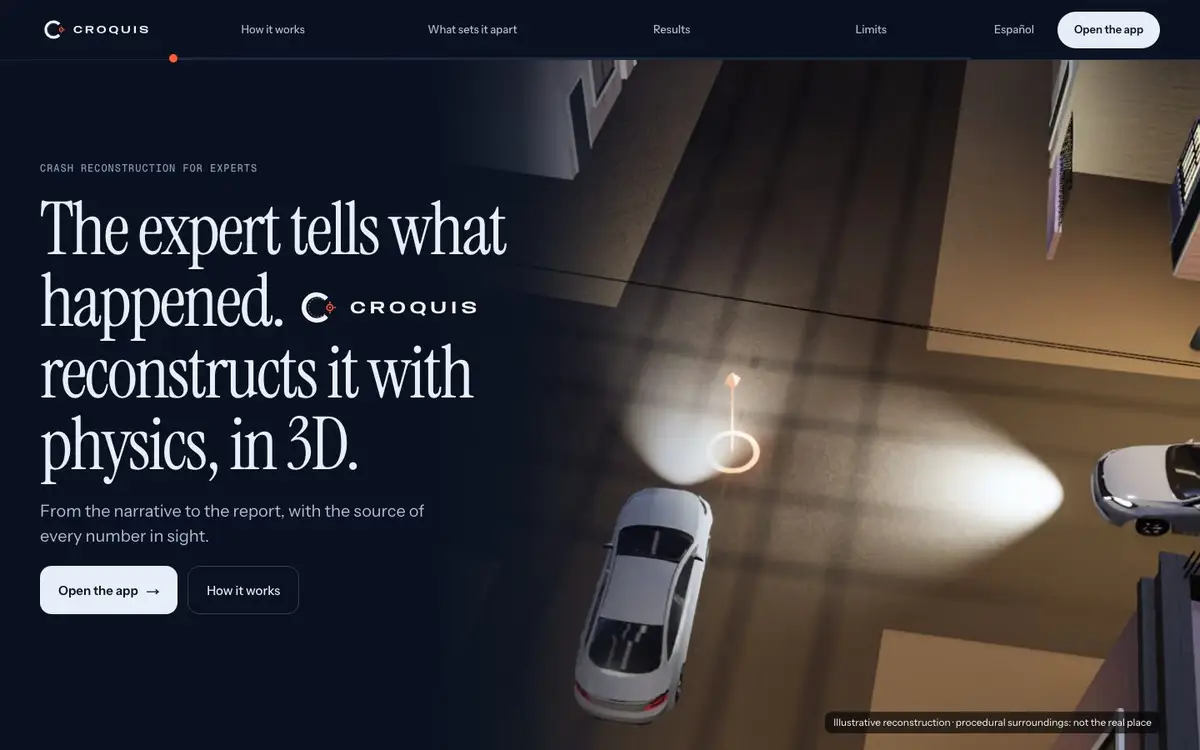 CROQUIS
How it works
What sets it apart
Results
Limits
Español
Open the app
CRASH RECONSTRUCTION FOR EXPERTS
The expert tells what
happened. CROQUIS
reconstructs it with
physics, in 3D.
From the narrative to the report, with the source of
every number in sight.
Open the app →
How it works
Illustrative reconstruction · procedural surroundings: not the real place